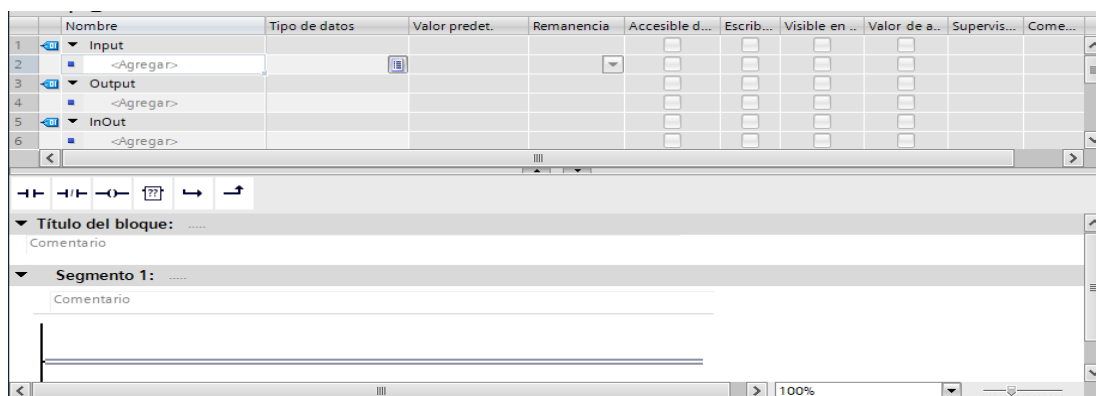 Nombre Tipo de datos Valor predet. Remanencia Accesible d... Escrib... Visible en .. Valor de a.. Supervis... Come...
1 Input
2 <Agregar>
3 Output
4 <Agregar>
5 InOut
6 <Agregar>
??
Título del bloque: .....
Comentario
Segmento 1: .....
Comentario
100%